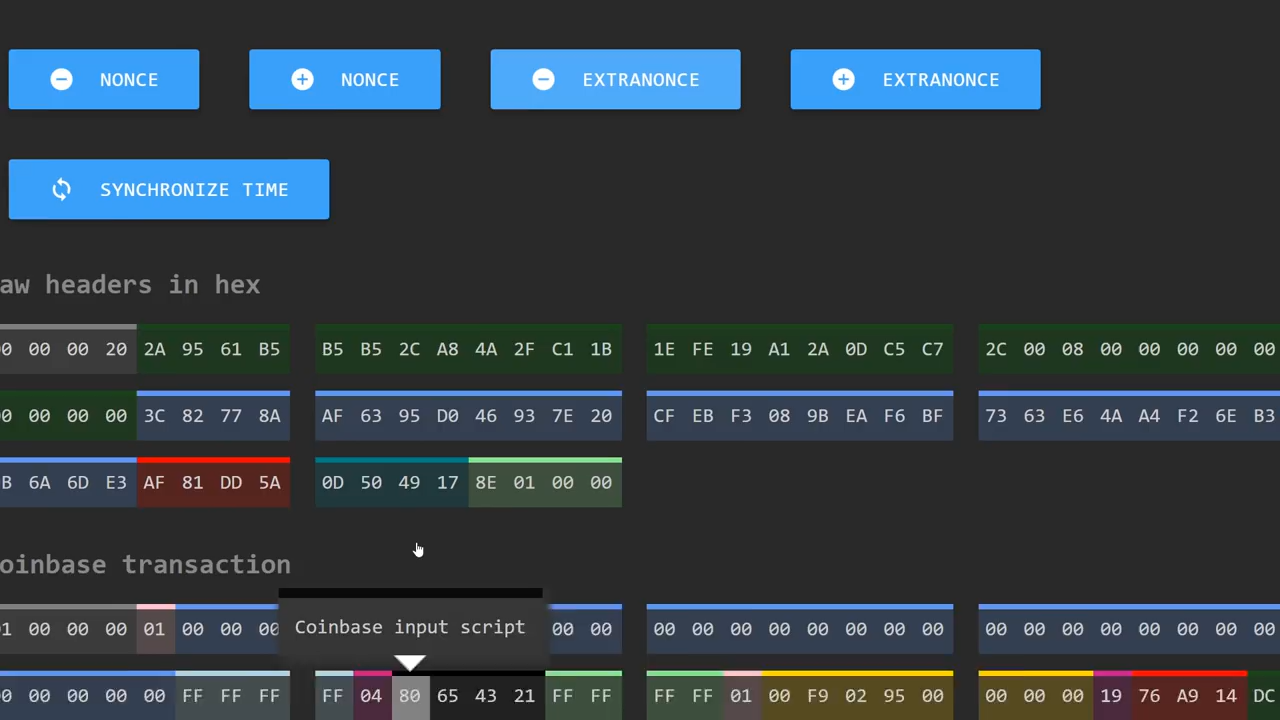 NONCE NONCE EXTRANONCE EXTRANONCE
SYNCHRONIZE TIME
aw headers in hex
0 00 00 20 2A 95 61 B5 B5 B5 2C A8 4A 2F C1 1B 1E FE 19 A1 2A 0D C5 C7 2C 00 08 00 00 00 00 00
0 00 00 00 3C 82 77 8A AF 63 95 D0 46 93 7E 20 CF EB F3 08 9B EA F6 BF 73 63 E6 4A A4 F2 6E B3
B 6A 6D E3 AF 81 DD 5A 0D 50 49 17 8E 01 00 00
oinbase transaction
Coinbase input script
1 00 00 00 01 00 00 00 00 00 00 00 00 00 00 00 00 00 00 00 00 00 00 00 00 00
0 00 00 00 00 FF FF FF FF 04 80 65 43 21 FF FF FF FF 01 00 F9 02 95 00 00 00 00 19 76 A9 14 DC